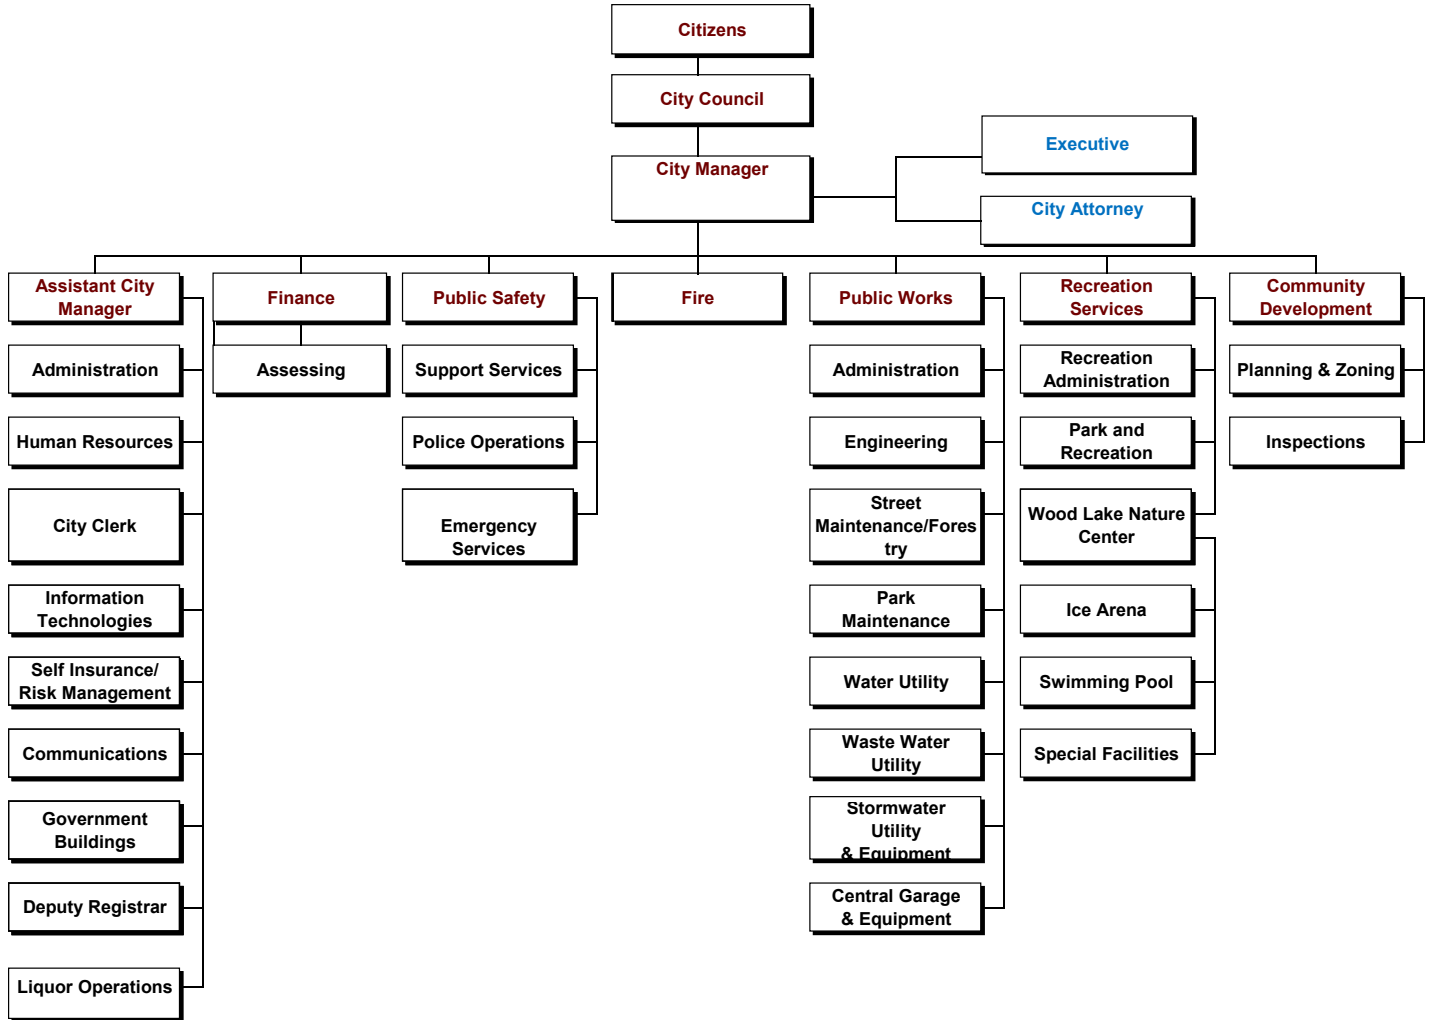 Citizens
City Council
City Manager
Executive
City Attorney
Assistant City
Manager
Finance
Public Safety
Fire
Public Works
Recreation
Services
Community
Development
Administration
Assessing
Support Services
Administration
Recreation
Administration
Planning & Zoning
Human Resources
Police Operations
Engineering
Park and
Recreation
Inspections
City Clerk
Emergency
Services
Street
Maintenance/Fores
try
Wood Lake Nature
Center
Information
Technologies
Park
Maintenance
Ice Arena
Self Insurance/
Risk Management
Water Utility
Swimming Pool
Communications
Waste Water
Utility
Special Facilities
Government
Buildings
Stormwater
Utility
& Equipment
Deputy Registrar
Central Garage
& Equipment
Liquor Operations